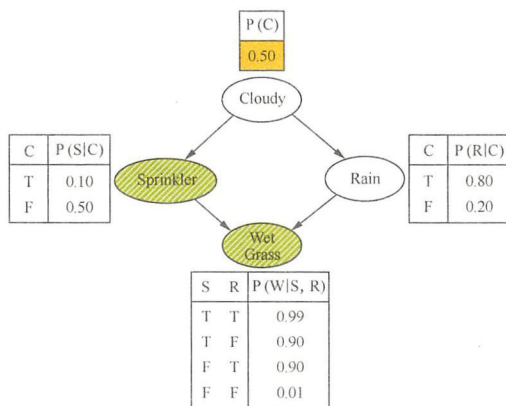 P (C)
0.50
Cloudy
C P (S|C)
T 0.10
F 0.50
Sprinkler
Rain
C P (R|C)
T 0.80
F 0.20
Wet
Grass
S R P (W|S, R)
T T 0.99
T F 0.90
F T 0.90
F F 0.01